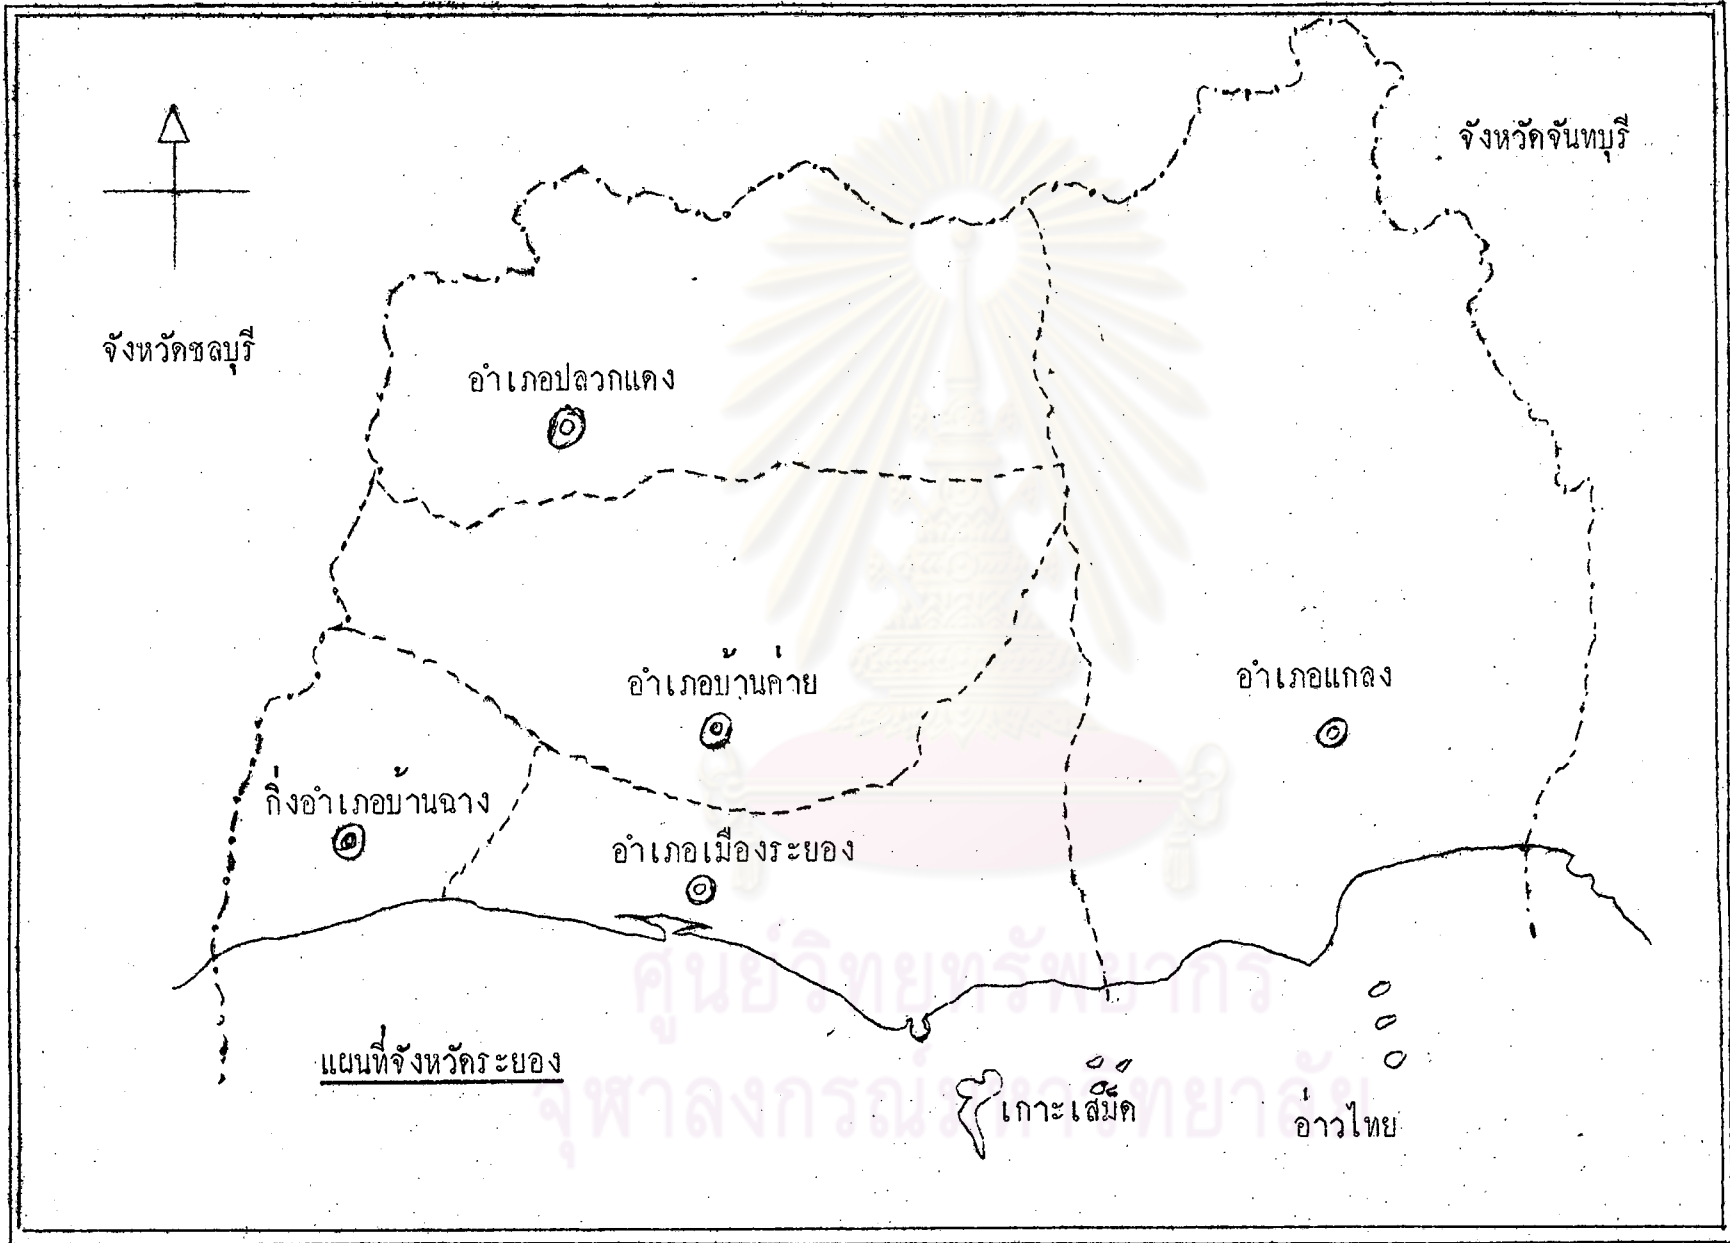 จังหวัดจันทบุรี
จังหวัดชลบุรี
อำเภอปลวกแดง
อำเภอบ้านค่าย
อำเภอแกลง
กิ่งอำเภอบ้านฉาง
อำเภอเมืองระยอง
ศูนย์วิทยทรัพยากร
แผนที่จังหวัดระยอง
จุฬาลงกรณ์มหาวิทยาลัย
เกาะเสม็ด
อ่าวไทย